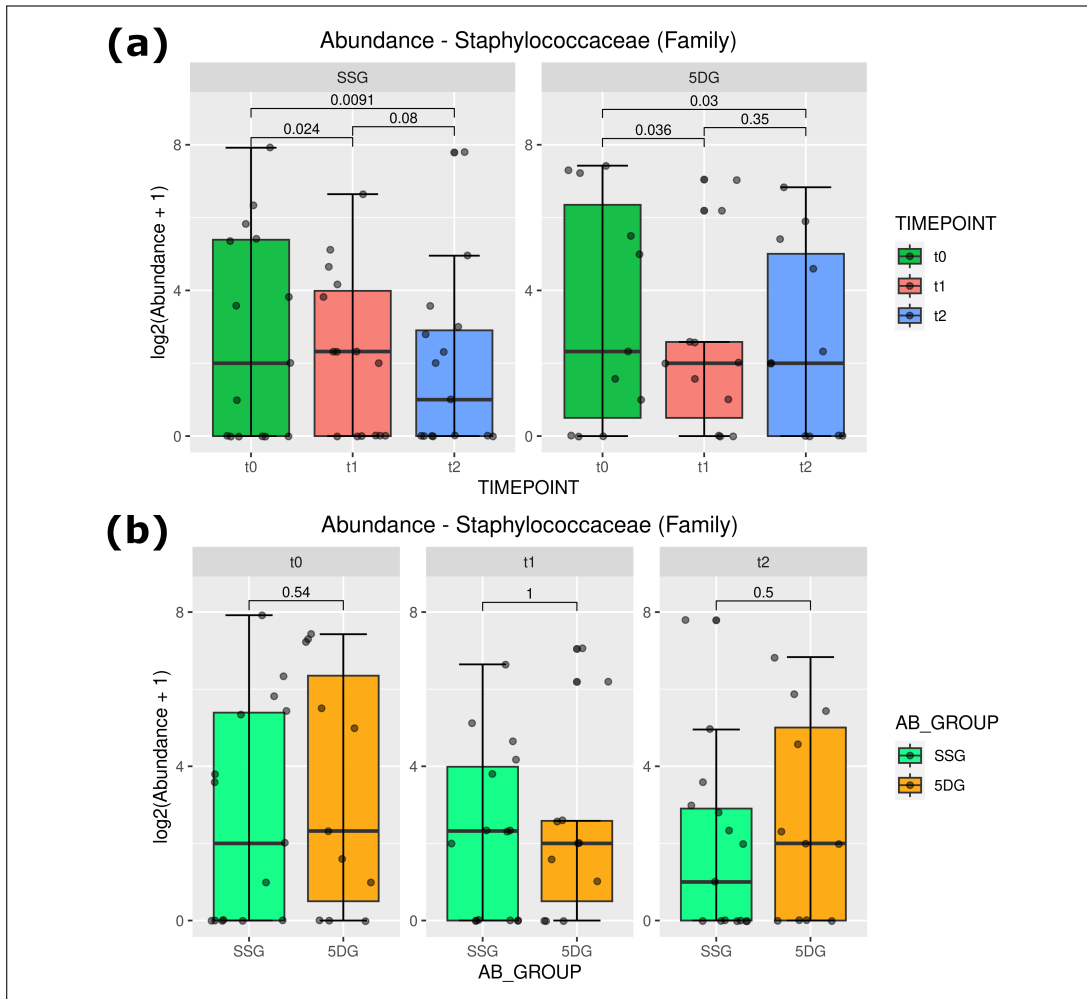 (a)
Abundance - Staphylococcaceae (Family)
SSG
5DG
0.0091
0.024
0.08
0.03
0.036
0.35
8
4
0
log2(Abundance + 1)
t0
t1
t2
t0
t1
t2
TIMEPOINT
TIMEPOINT
t0
t1
t2
(b)
Abundance - Staphylococcaceae (Family)
t0
t1
t2
0.54
1
0.5
8
4
0
8
4
0
8
4
0
log2(Abundance + 1)
SSG
5DG
SSG
5DG
SSG
5DG
AB_GROUP
AB_GROUP
SSG
5DG